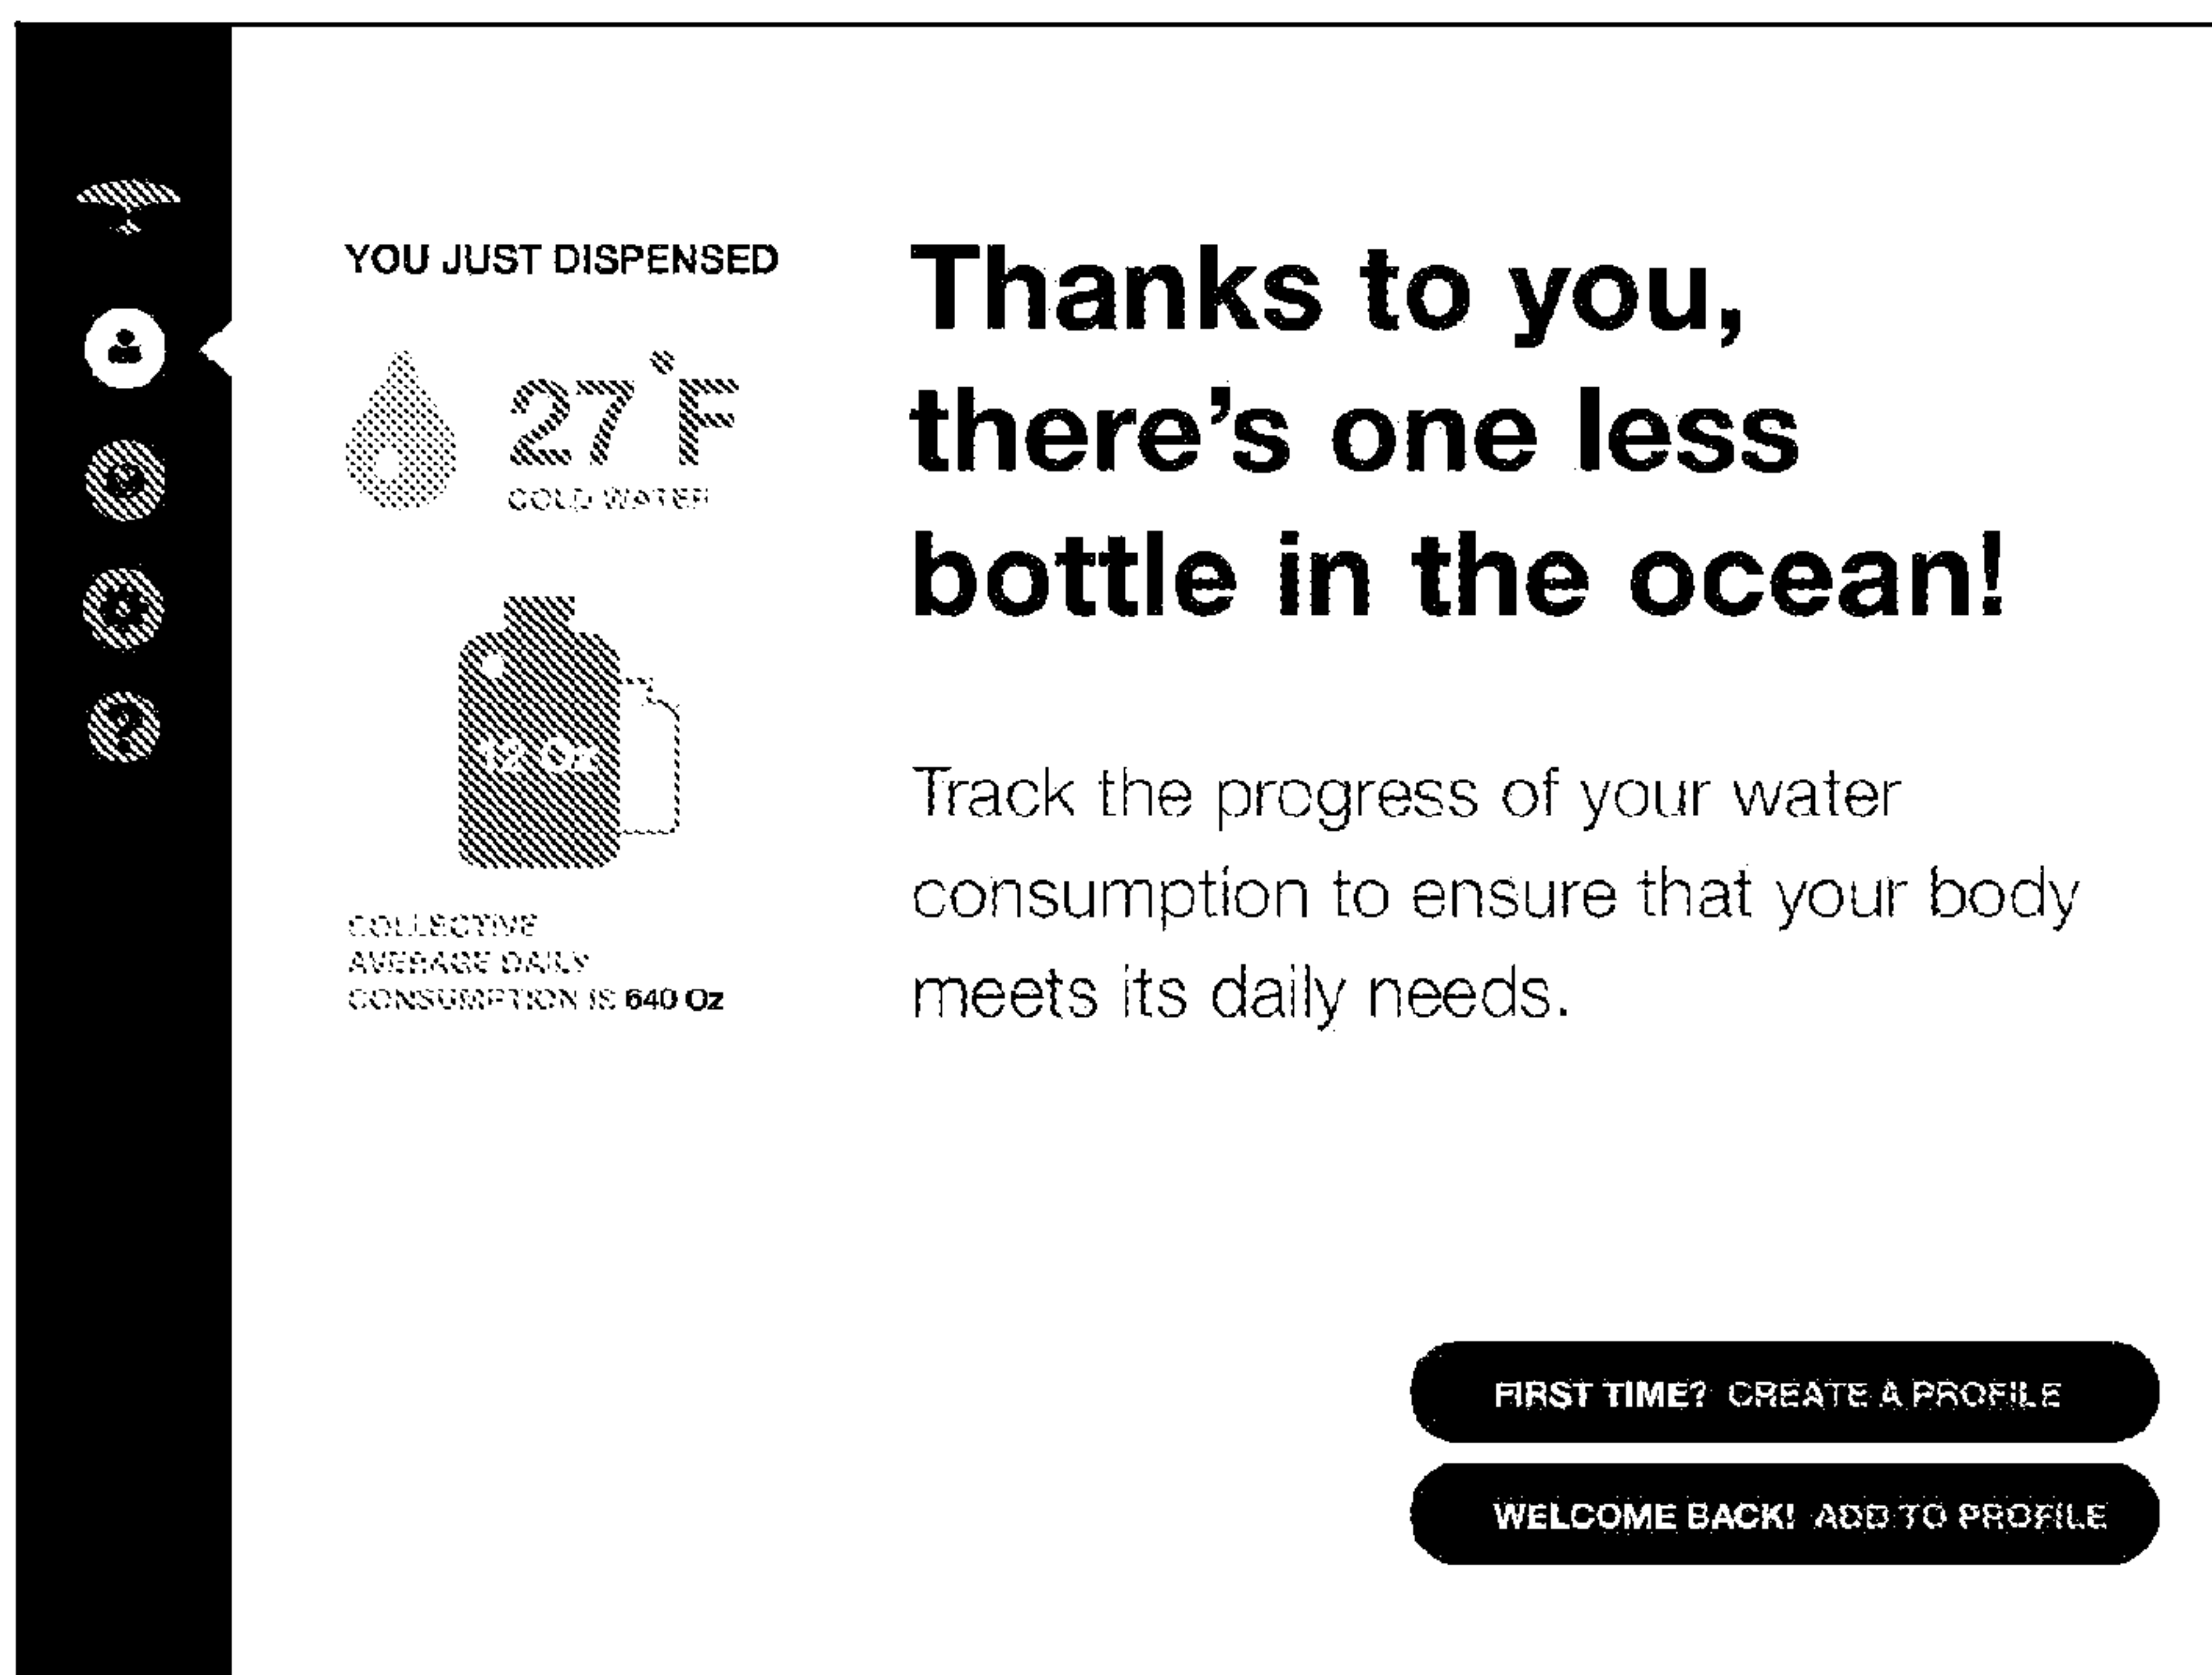 YOU JUST DISPENSED
27°F
COLD WATER
12 Oz
COLLECTIVE
AVERAGE DAILY
CONSUMPTION IS 640 Oz
Thanks to you,
there's one less
bottle in the ocean!
Track the progress of your water
consumption to ensure that your body
meets its daily needs.
FIRST TIME? CREATE A PROFILE
WELCOME BACK! ADD TO PROFILE
?